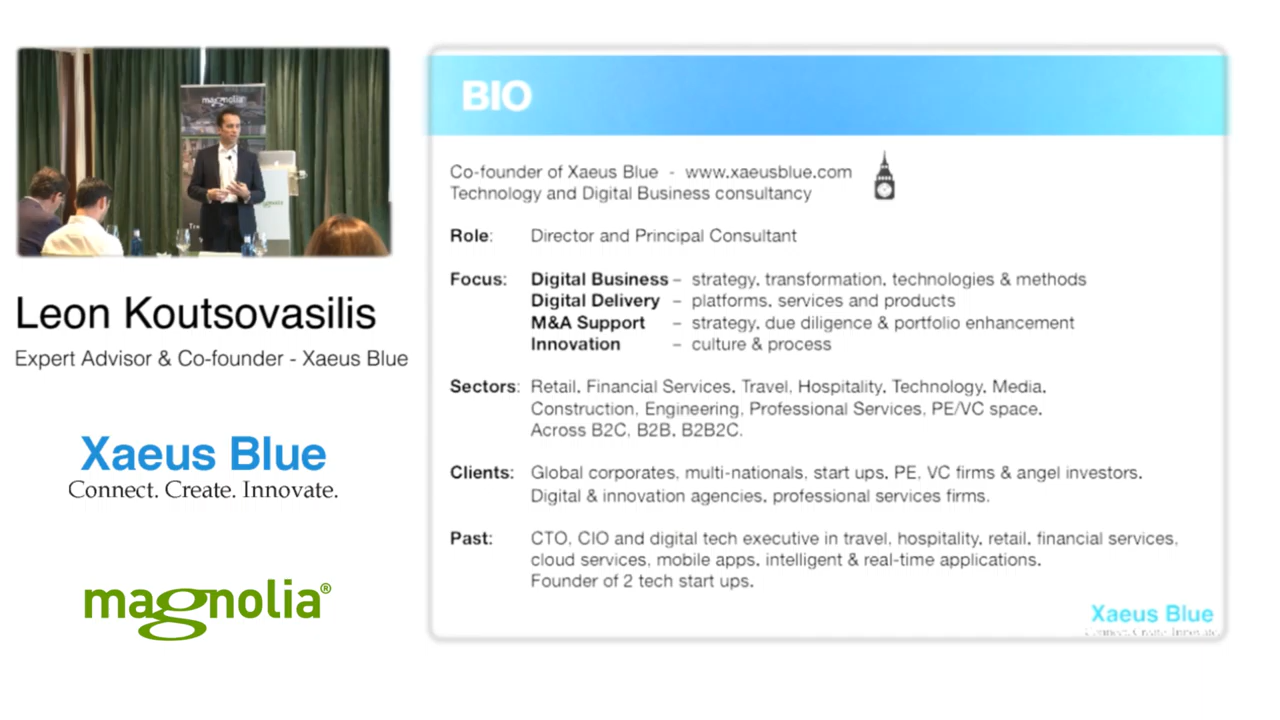 magnolia
Leon Koutsovasilis
Expert Advisor & Co-founder - Xaeus Blue
Xaeus Blue
Connect. Create. Innovate.
magnolia®
BIO
Co-founder of Xaeus Blue - www.xaeusblue.com
Technology and Digital Business consultancy
Role: Director and Principal Consultant
Focus: Digital Business – strategy, transformation, technologies & methods
Digital Delivery – platforms, services and products
M&A Support – strategy, due diligence & portfolio enhancement
Innovation – culture & process
Sectors: Retail, Financial Services, Travel, Hospitality, Technology, Media,
Construction, Engineering, Professional Services, PE/VC space.
Across B2C, B2B, B2B2C.
Clients: Global corporates, multi-nationals, start ups, PE, VC firms & angel investors.
Digital & innovation agencies, professional services firms.
Past: CTO, CIO and digital tech executive in travel, hospitality, retail, financial services,
cloud services, mobile apps, intelligent & real-time applications.
Founder of 2 tech start ups.
Xaeus Blue
Connect. Create. Innovate.